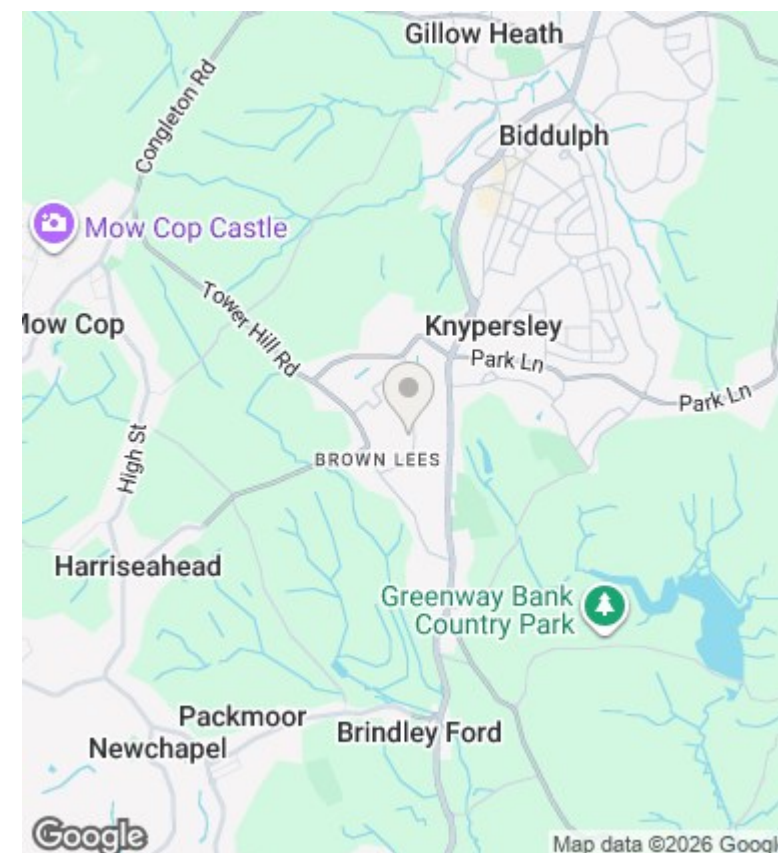 Gillow Heath
Congleton Rd
Biddulph
Mow Cop Castle
Tower Hill Rd
Mow Cop
Knypersley
Park Ln
Park Ln
High St
BROWN LEES
Harriseahead
Greenway Bank
Country Park
Packmoor
Brindley Ford
Newchapel
Google
Map data ©2026 Google